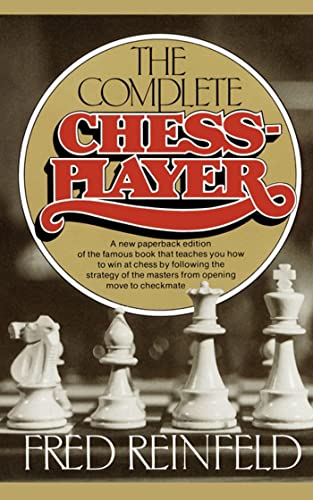 THE
COMPLETE
CHESS-
PLAYER
A new paperback edition
of the famous book that teaches you how
to win at chess by following the
strategy of the masters from opening
move to checkmate
FRED REINFELD